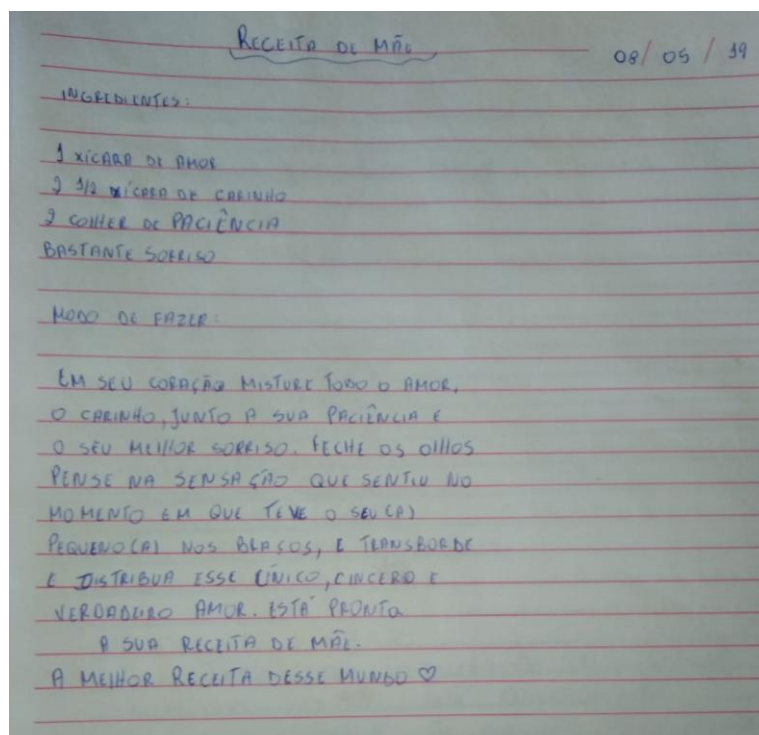 RECEITA DE MÃE
08/05/19
INGREDIENTES:
1 XÍCARA DE AMOR
2 1/2 XÍCARA DE CARINHO
2 COLHER DE PACIÊNCIA
BASTANTE SORRISO
MODO DE FAZER:
EM SEU CORAÇÃO MISTURE TODO O AMOR,
O CARINHO, JUNTO A SUA PACIÊNCIA E
O SEU MELHOR SORRISO. FECHE OS OLHOS
PENSE NA SENSAÇÃO QUE SENTIU NO
MOMENTO EM QUE TEVE O SEU(A)
PEQUENO(A) NOS BRAÇOS, E TRANSBORDE
E DISTRIBUA ESSE ÚNICO, CINCERO E
VERDADEIRO AMOR. ESTÁ PRONTA
A SUA RECEITA DE MÃE.
A MELHOR RECEITA DESSE MUNDO ♡